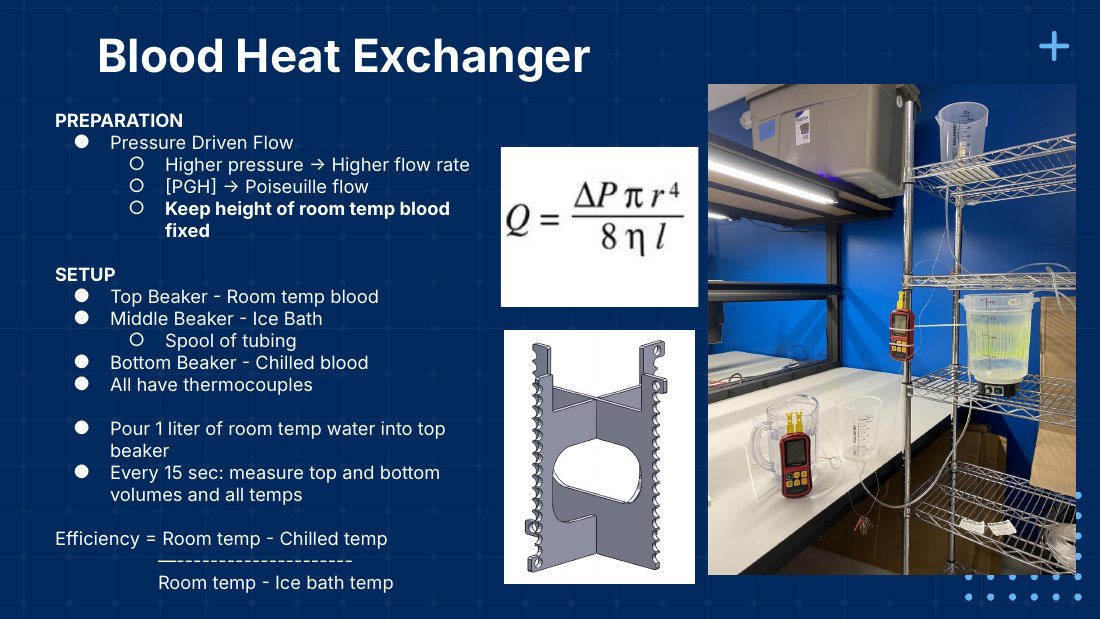 Blood Heat Exchanger
PREPARATION
● Pressure Driven Flow
○ Higher pressure → Higher flow rate
○ [PGH] → Poiseuille flow
○ Keep height of room temp blood
fixed
SETUP
● Top Beaker - Room temp blood
● Middle Beaker - Ice Bath
○ Spool of tubing
● Bottom Beaker - Chilled blood
● All have thermocouples
● Pour 1 liter of room temp water into top
beaker
● Every 15 sec: measure top and bottom
volumes and all temps
Efficiency = Room temp - Chilled temp
—---------------------
Room temp - Ice bath temp
Q = ΔP π r⁴
8 η l